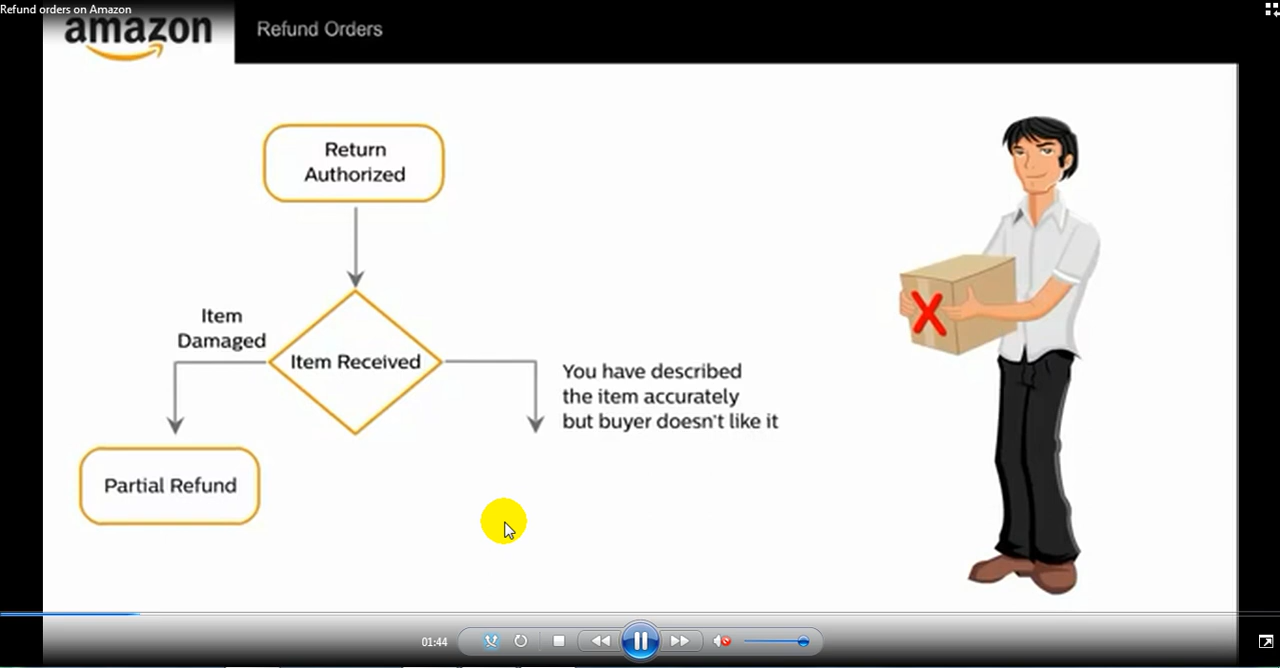 Refund orders on Amazon
amazon
Refund Orders
Return
Authorized
Item
Damaged
Item Received
You have described
the item accurately
but buyer doesn't like it
Partial Refund
X
01:44